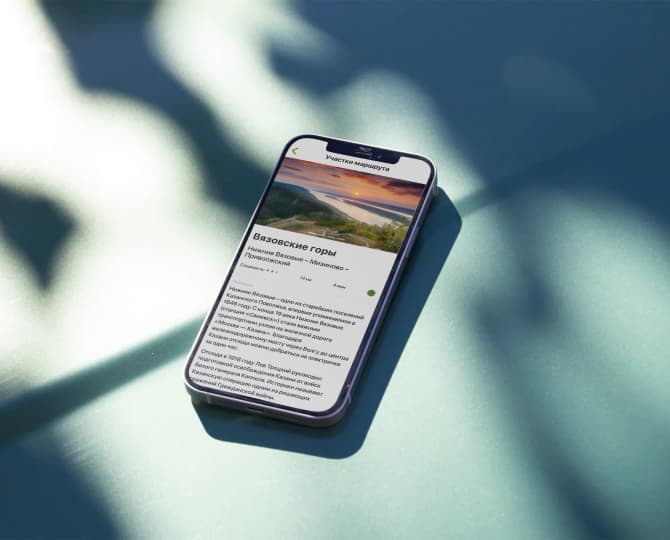 Участки маршрута
Вязовские горы
Нижние Вязовые – Мизиново –
Приволжский
Сложность:
14 км
Нижние Вязовые – одно из старейших поселений
Казанского Поволжья, впервые упоминаемое в
1646 году. С конца 19 века Нижние Вязовые
(станция «Свияжск») стали важным
транспортным узлом на железной дороге
«Москва – Казань». Благодаря
железнодорожному мосту через Волгу до центра
Казани отсюда можно добраться на электричке
за один час.
Отсюда в 1918 году Лев Троцкий руководил
подготовкой освобождения Казани от войск
белого генерала Каппеля. Историки называют
Казанскую операцию одним из решающих
сражений Гражданской войны.